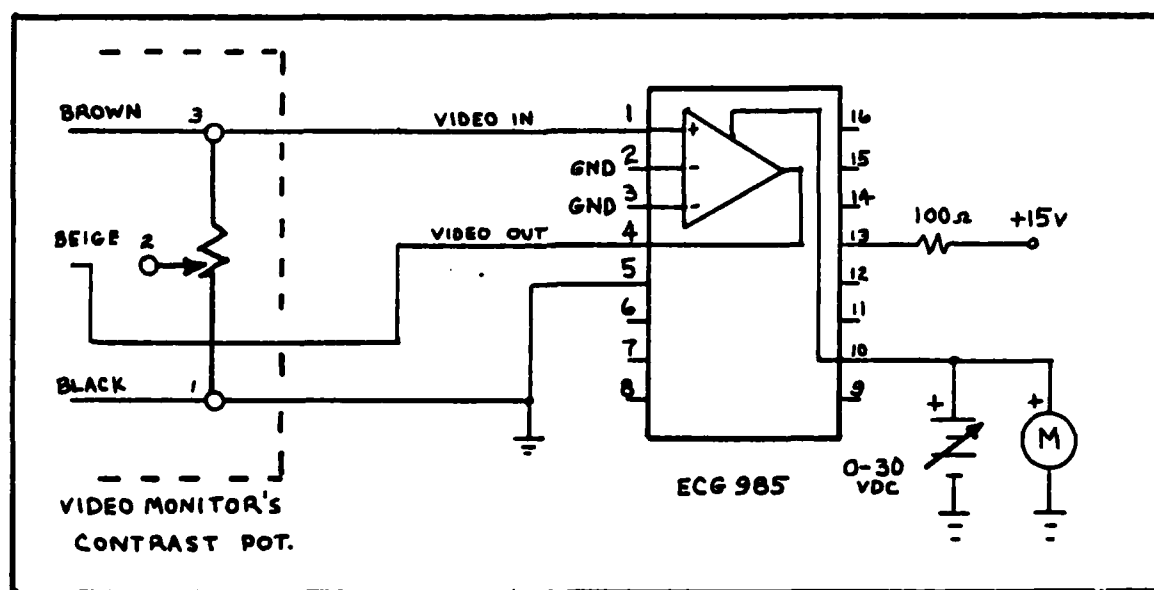 BROWN 3 VIDEO IN 1 + 16
GND 2 - 15
GND 3 - 14
BEIGE 2 VIDEO OUT 4 13 100Ω +15V
5 12
6 11
7 10
BLACK 1 8 9
+ +
M
0-30
VDC
ECG 985
VIDEO MONITOR'S
CONTRAST POT.